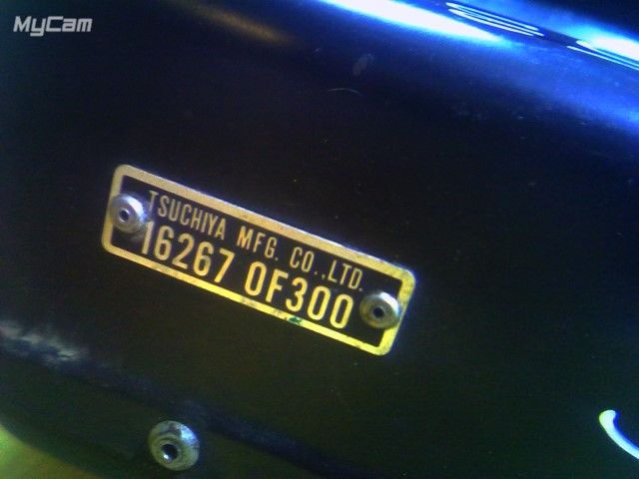 MyCam
TSUCHIYA MFG. CO.,LTD.
16267 0F300